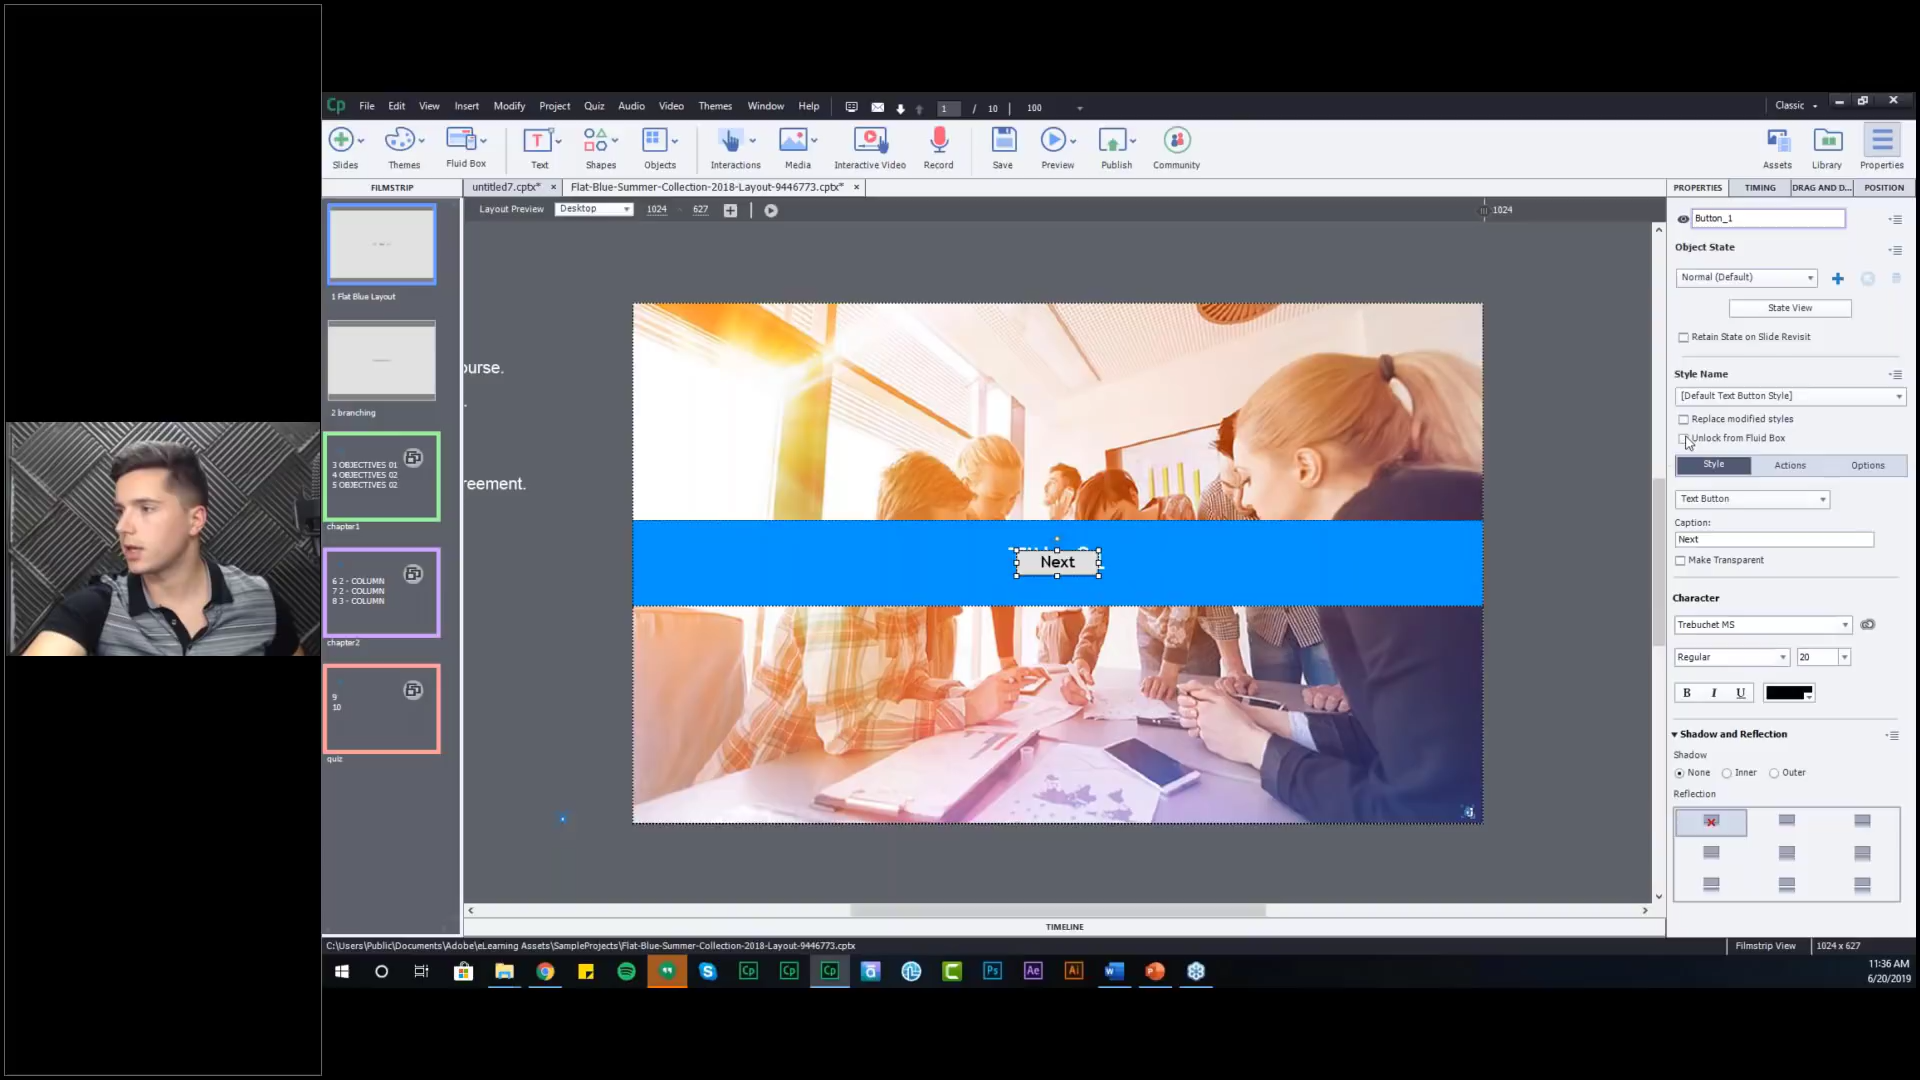 Cp File Edit View Insert Modify Project Quiz Audio Video Themes Window Help 1 / 10 | 100 Classic
Slides Themes Fluid Box Text Shapes Objects Interactions Media Interactive Video Record Save Preview Publish Community Assets Library Properties
FILMSTRIP untitled7.cptx* × Flat-Blue-Summer-Collection-2018-Layout-9446773.cptx* × PROPERTIES TIMING DRAG AND D... POSITION
Layout Preview Desktop 1024 627 1024
Button_1
Object State
Normal (Default)
State View
Retain State on Slide Revisit
Style Name
[Default Text Button Style]
Replace modified styles
Unlock from Fluid Box
Style Actions Options
Text Button
Caption:
Next
Make Transparent
Character
Trebuchet MS
Regular 20
B I U
Shadow and Reflection
Shadow
None Inner Outer
Reflection
1 Flat Blue Layout
2 branching
3 OBJECTIVES 01
4 OBJECTIVES 02
5 OBJECTIVES 02
chapter1
6 2 - COLUMN
7 2 - COLUMN
8 3 - COLUMN
chapter2
9
10
quiz
ourse.
reement.
Next
TIMELINE
C:\Users\Public\Documents\Adobe\eLearning Assets\SampleProjects\Flat-Blue-Summer-Collection-2018-Layout-9446773.cptx Filmstrip View 1024 x 627
Cp Cp Cp a C Ps Ae Ai W P
11:36 AM
6/20/2019